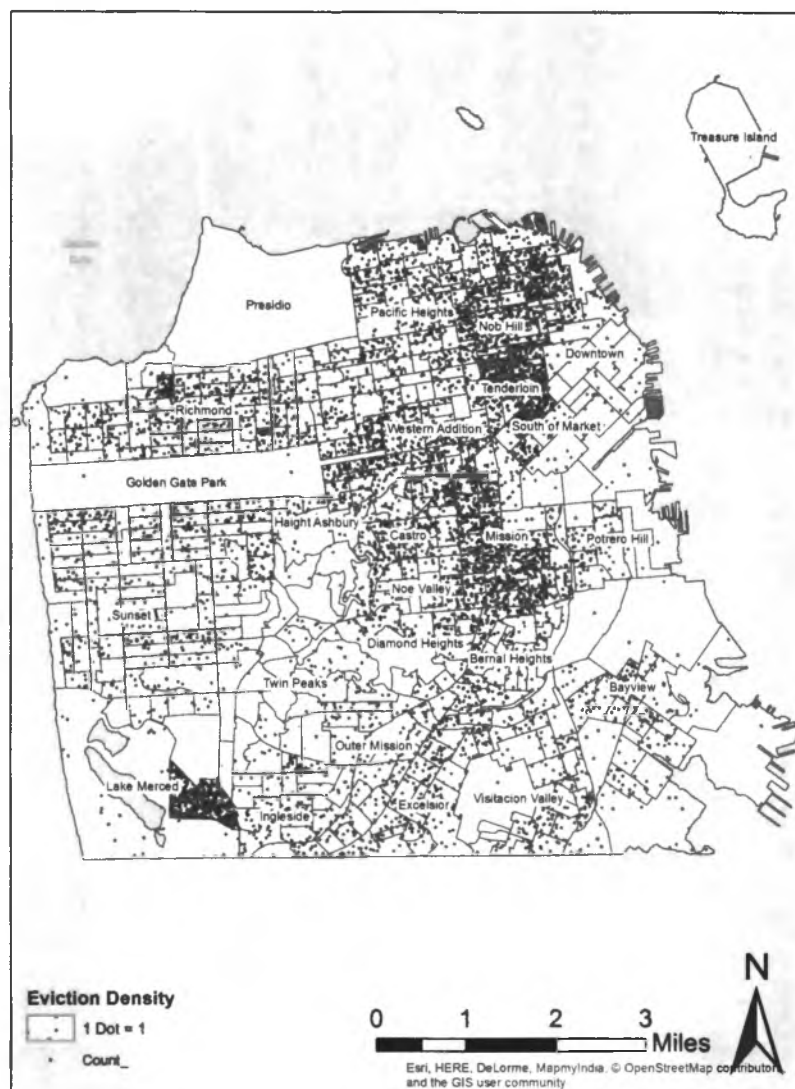 Treasure Island
Presidio
Pacific Heights
Nob Hill
Downtown
Tenderloin
Richmond
Western Addition
South of Market
Golden Gate Park
Haight Ashbury
Castro
Mission
Potrero Hill
Noe Valley
Sunset
Diamond Heights
Bernal Heights
Twin Peaks
Bayview
Outer Mission
Lake Merced
Excelsior
Visitacion Valley
Ingleside
Eviction Density
1 Dot = 1
Count_
N
0 1 2 3
Miles
Esri, HERE, DeLorme, MapmyIndia, © OpenStreetMap contributors,
and the GIS user community